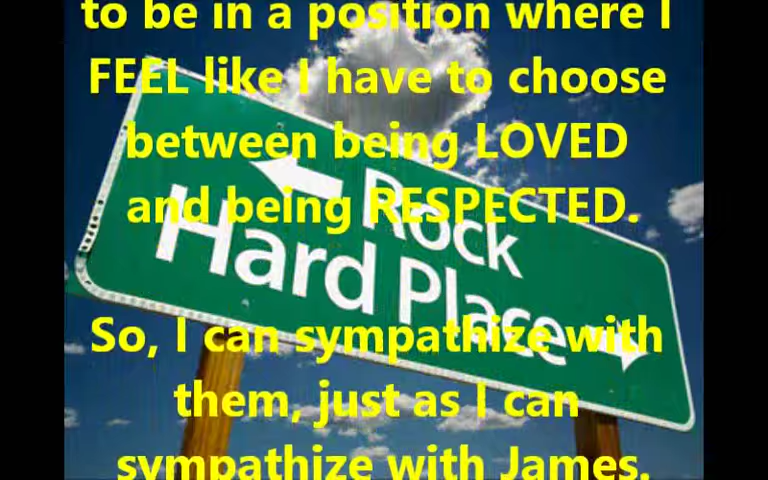 to be in a position where I
FEEL like I have to choose
between being LOVED
and being RESPECTED.
So, I can sympathize with
them, just as I can
sympathize with James.
Rock
Hard Place